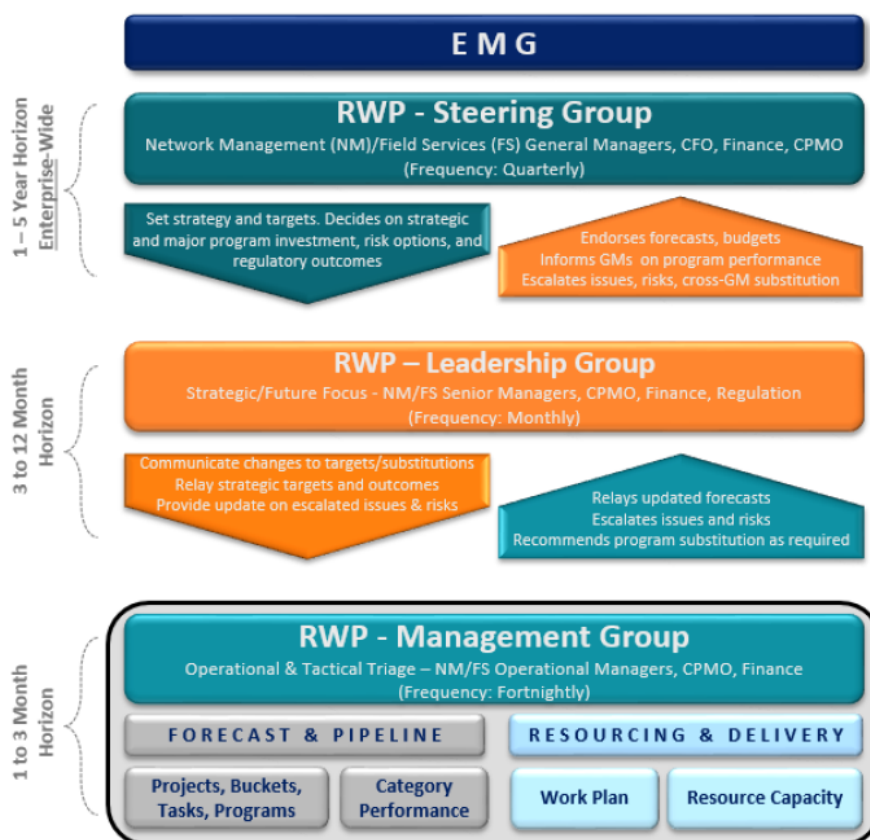 E M G
1 – 5 Year Horizon
Enterprise-Wide
RWP - Steering Group
Network Management (NM)/Field Services (FS) General Managers, CFO, Finance, CPMO
(Frequency: Quarterly)
Set strategy and targets. Decides on strategic
and major program investment, risk options, and
regulatory outcomes
Endorses forecasts, budgets
Informs GMs on program performance
Escalates issues, risks, cross-GM substitution
3 to 12 Month
Horizon
RWP – Leadership Group
Strategic/Future Focus - NM/FS Senior Managers, CPMO, Finance, Regulation
(Frequency: Monthly)
Communicate changes to targets/substitutions
Relay strategic targets and outcomes
Provide update on escalated issues & risks
Relays updated forecasts
Escalates issues and risks
Recommends program substitution as required
1 to 3 Month
Horizon
RWP - Management Group
Operational & Tactical Triage – NM/FS Operational Managers, CPMO, Finance
(Frequency: Fortnightly)
FORECAST & PIPELINE
Projects, Buckets,
Tasks, Programs
Category
Performance
RESOURCING & DELIVERY
Work Plan
Resource Capacity